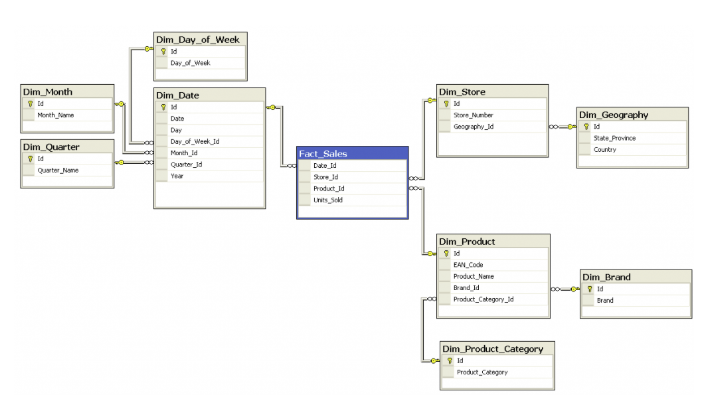 Dim_Day_of_Week
Id
Day_of_Week
Dim_Month
Id
Month_Name
Dim_Quarter
Id
Quarter_Name
Dim_Date
Id
Date
Day
Day_of_Week_Id
Month_Id
Quarter_Id
Year
Fact_Sales
Date_Id
Store_Id
Product_Id
Units_Sold
Dim_Store
Id
Store_Number
Geography_Id
Dim_Geography
Id
State_Province
Country
Dim_Product
Id
EAN_Code
Product_Name
Brand_Id
Product_Category_Id
Dim_Brand
Id
Brand
Dim_Product_Category
Id
Product_Category